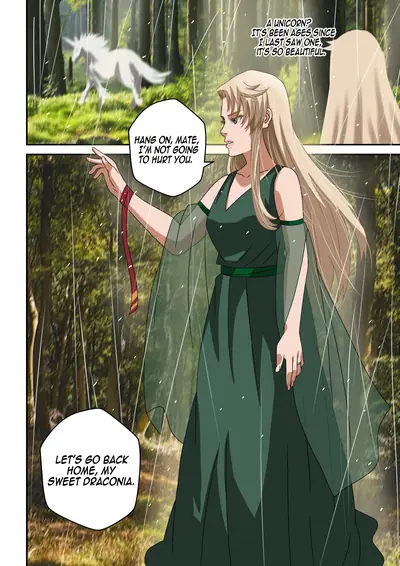 A UNICORN?
IT'S BEEN AGES SINCE
I LAST SAW ONE,
IT'S SO BEAUTIFUL.
HANG ON, MATE,
I'M NOT GOING
TO HURT YOU.
LET'S GO BACK
HOME, MY
SWEET DRACONIA.